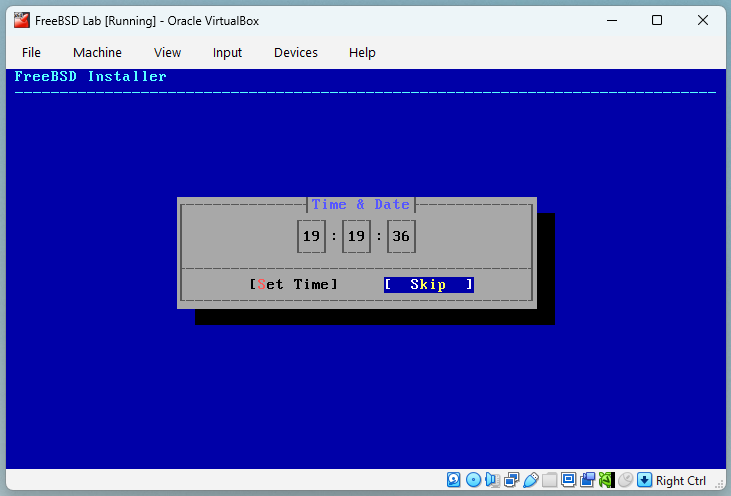 FreeBSD Lab [Running] - Oracle VirtualBox
File Machine View Input Devices Help
FreeBSD Installer
Time & Date
19 : 19 : 36
[Set Time] [ Skip ]
Right Ctrl